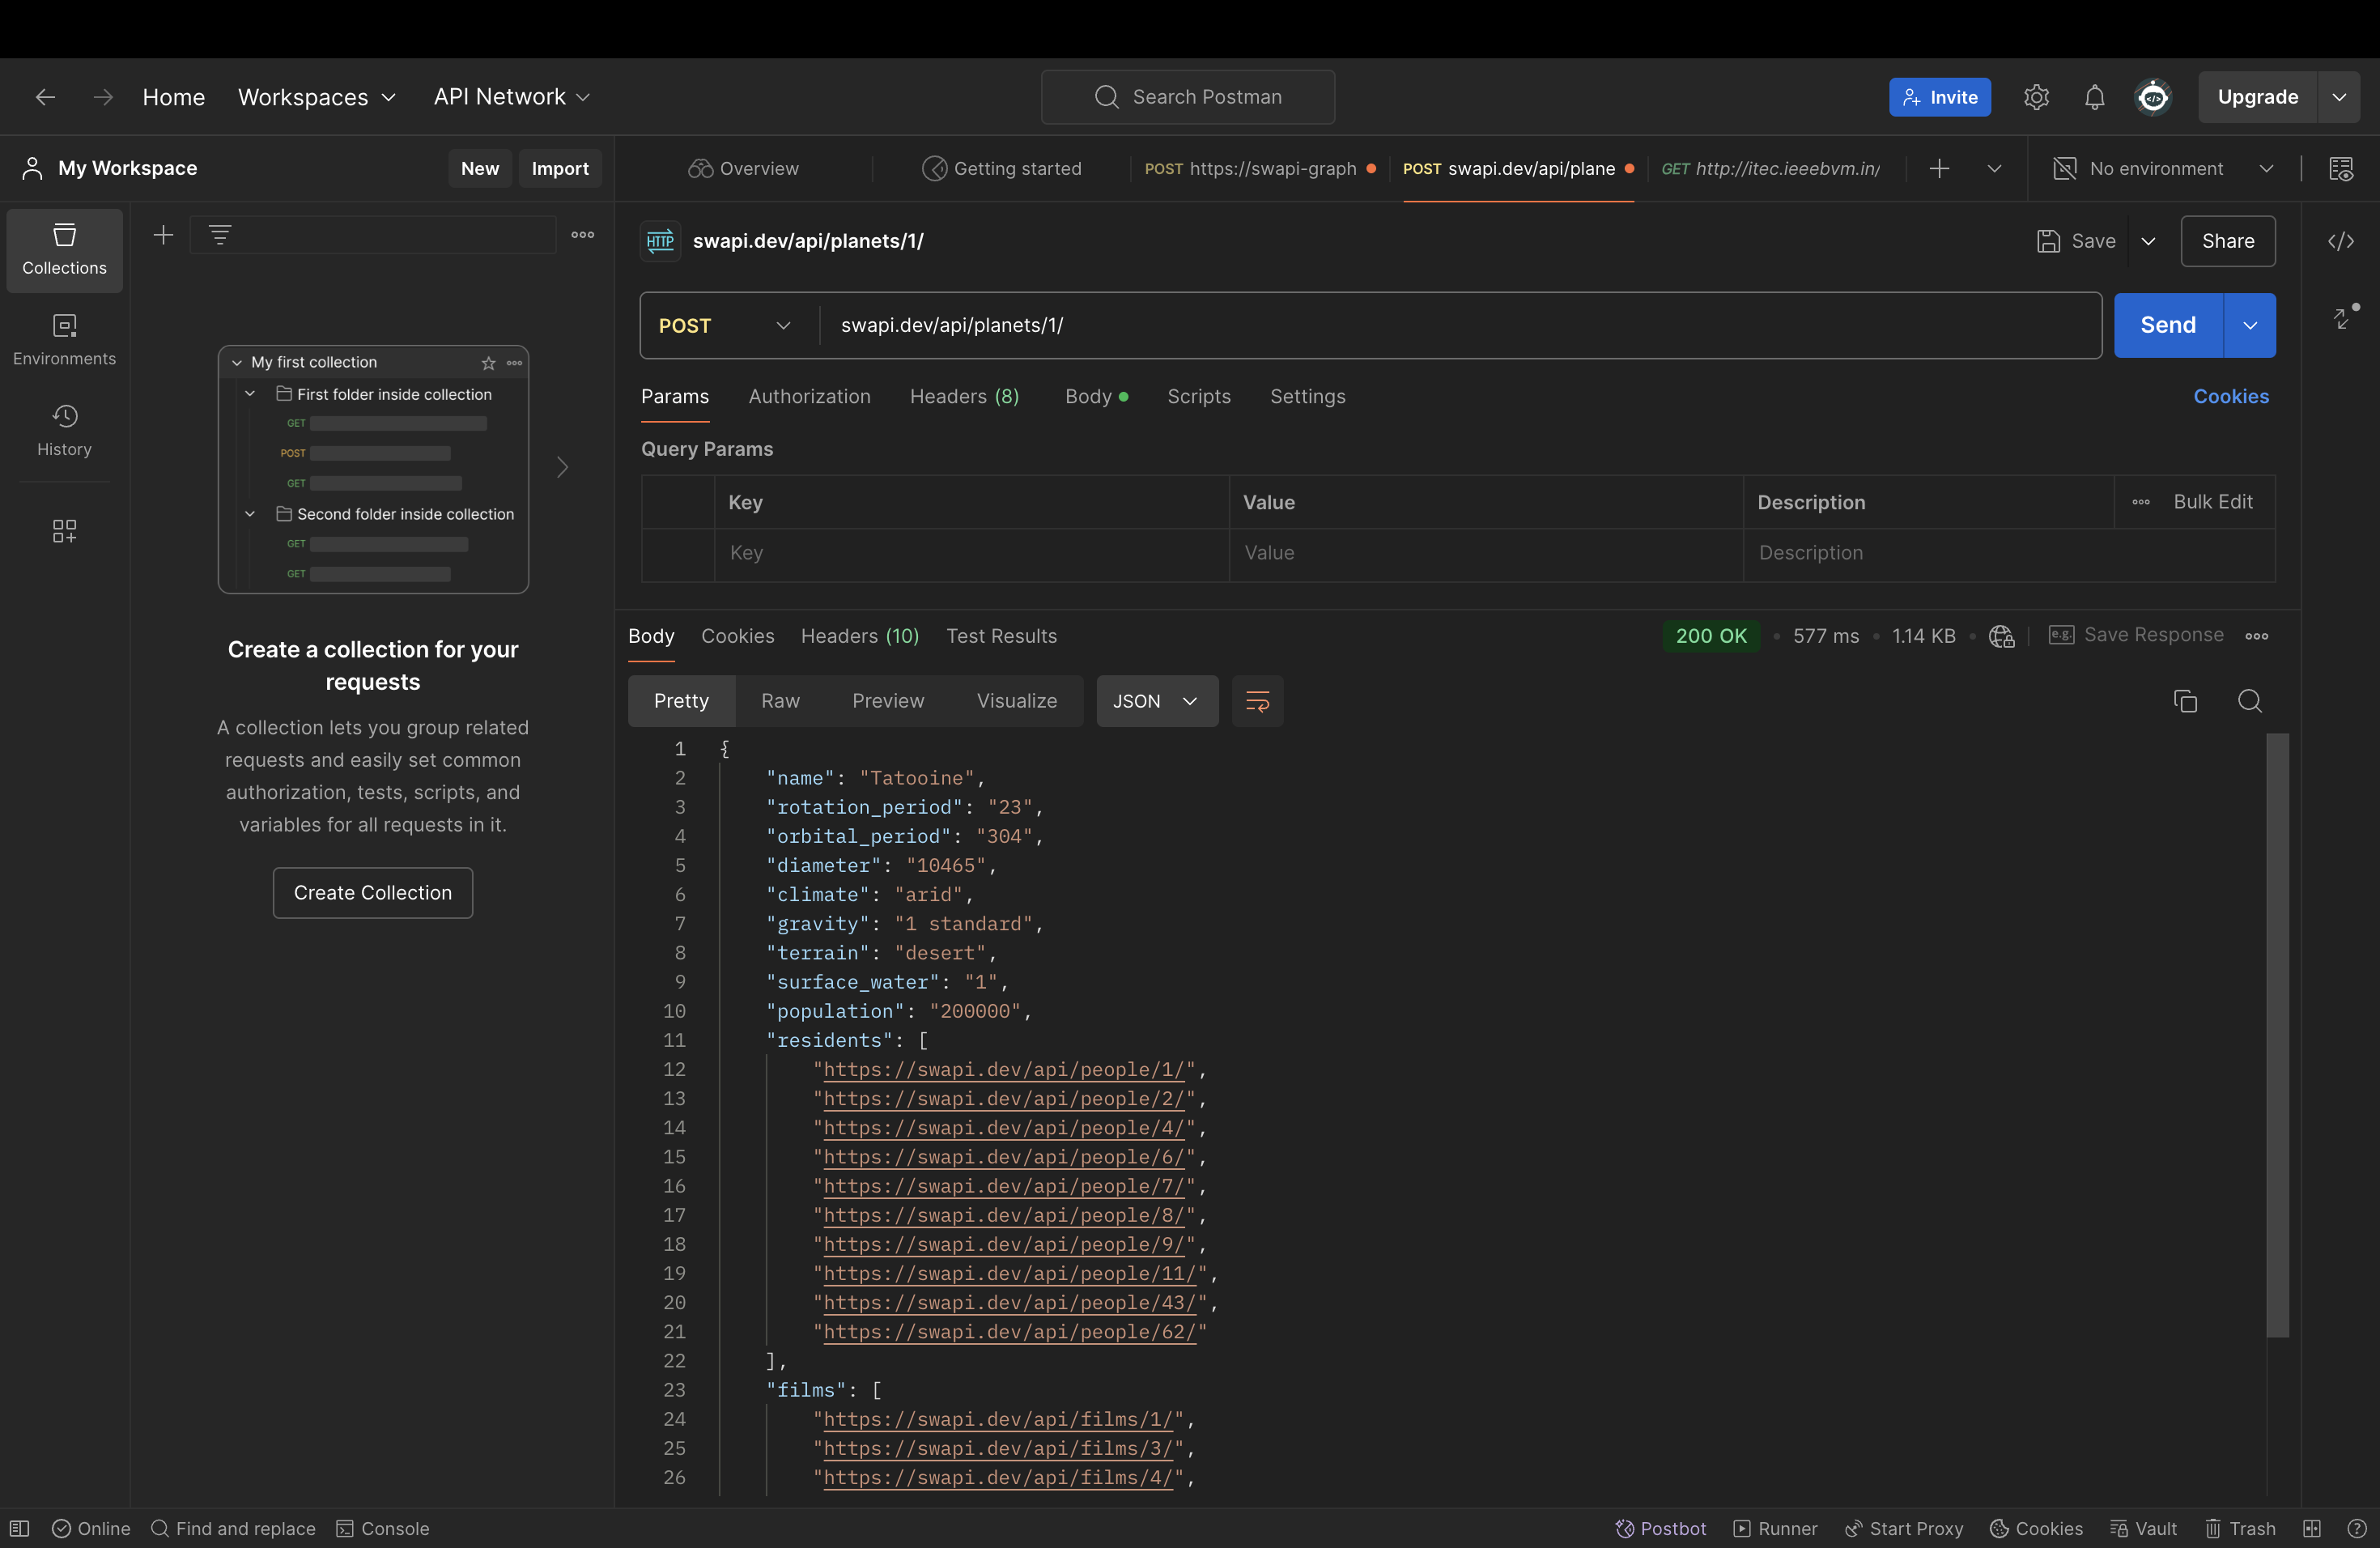 Home Workspaces API Network Search Postman Invite Upgrade
My Workspace New Import Overview Getting started POST https://swapi-graph POST swapi.dev/api/plane GET http://itec.ieeebvm.in/ No environment
Collections
Environments
History
My first collection
First folder inside collection
GET
POST
GET
Second folder inside collection
GET
GET
Create a collection for your
requests
A collection lets you group related
requests and easily set common
authorization, tests, scripts, and
variables for all requests in it.
Create Collection
HTTP swapi.dev/api/planets/1/ Save Share
POST swapi.dev/api/planets/1/ Send
Params Authorization Headers (8) Body Scripts Settings Cookies
Query Params
Key Value Description Bulk Edit
Key Value Description
Body Cookies Headers (10) Test Results 200 OK 577 ms 1.14 KB e.g. Save Response
Pretty Raw Preview Visualize JSON
1 {
2 "name": "Tatooine",
3 "rotation_period": "23",
4 "orbital_period": "304",
5 "diameter": "10465",
6 "climate": "arid",
7 "gravity": "1 standard",
8 "terrain": "desert",
9 "surface_water": "1",
10 "population": "200000",
11 "residents": [
12 "https://swapi.dev/api/people/1/",
13 "https://swapi.dev/api/people/2/",
14 "https://swapi.dev/api/people/4/",
15 "https://swapi.dev/api/people/6/",
16 "https://swapi.dev/api/people/7/",
17 "https://swapi.dev/api/people/8/",
18 "https://swapi.dev/api/people/9/",
19 "https://swapi.dev/api/people/11/",
20 "https://swapi.dev/api/people/43/",
21 "https://swapi.dev/api/people/62/"
22 ],
23 "films": [
24 "https://swapi.dev/api/films/1/",
25 "https://swapi.dev/api/films/3/",
26 "https://swapi.dev/api/films/4/",
Online Find and replace Console Postbot Runner Start Proxy Cookies Vault Trash